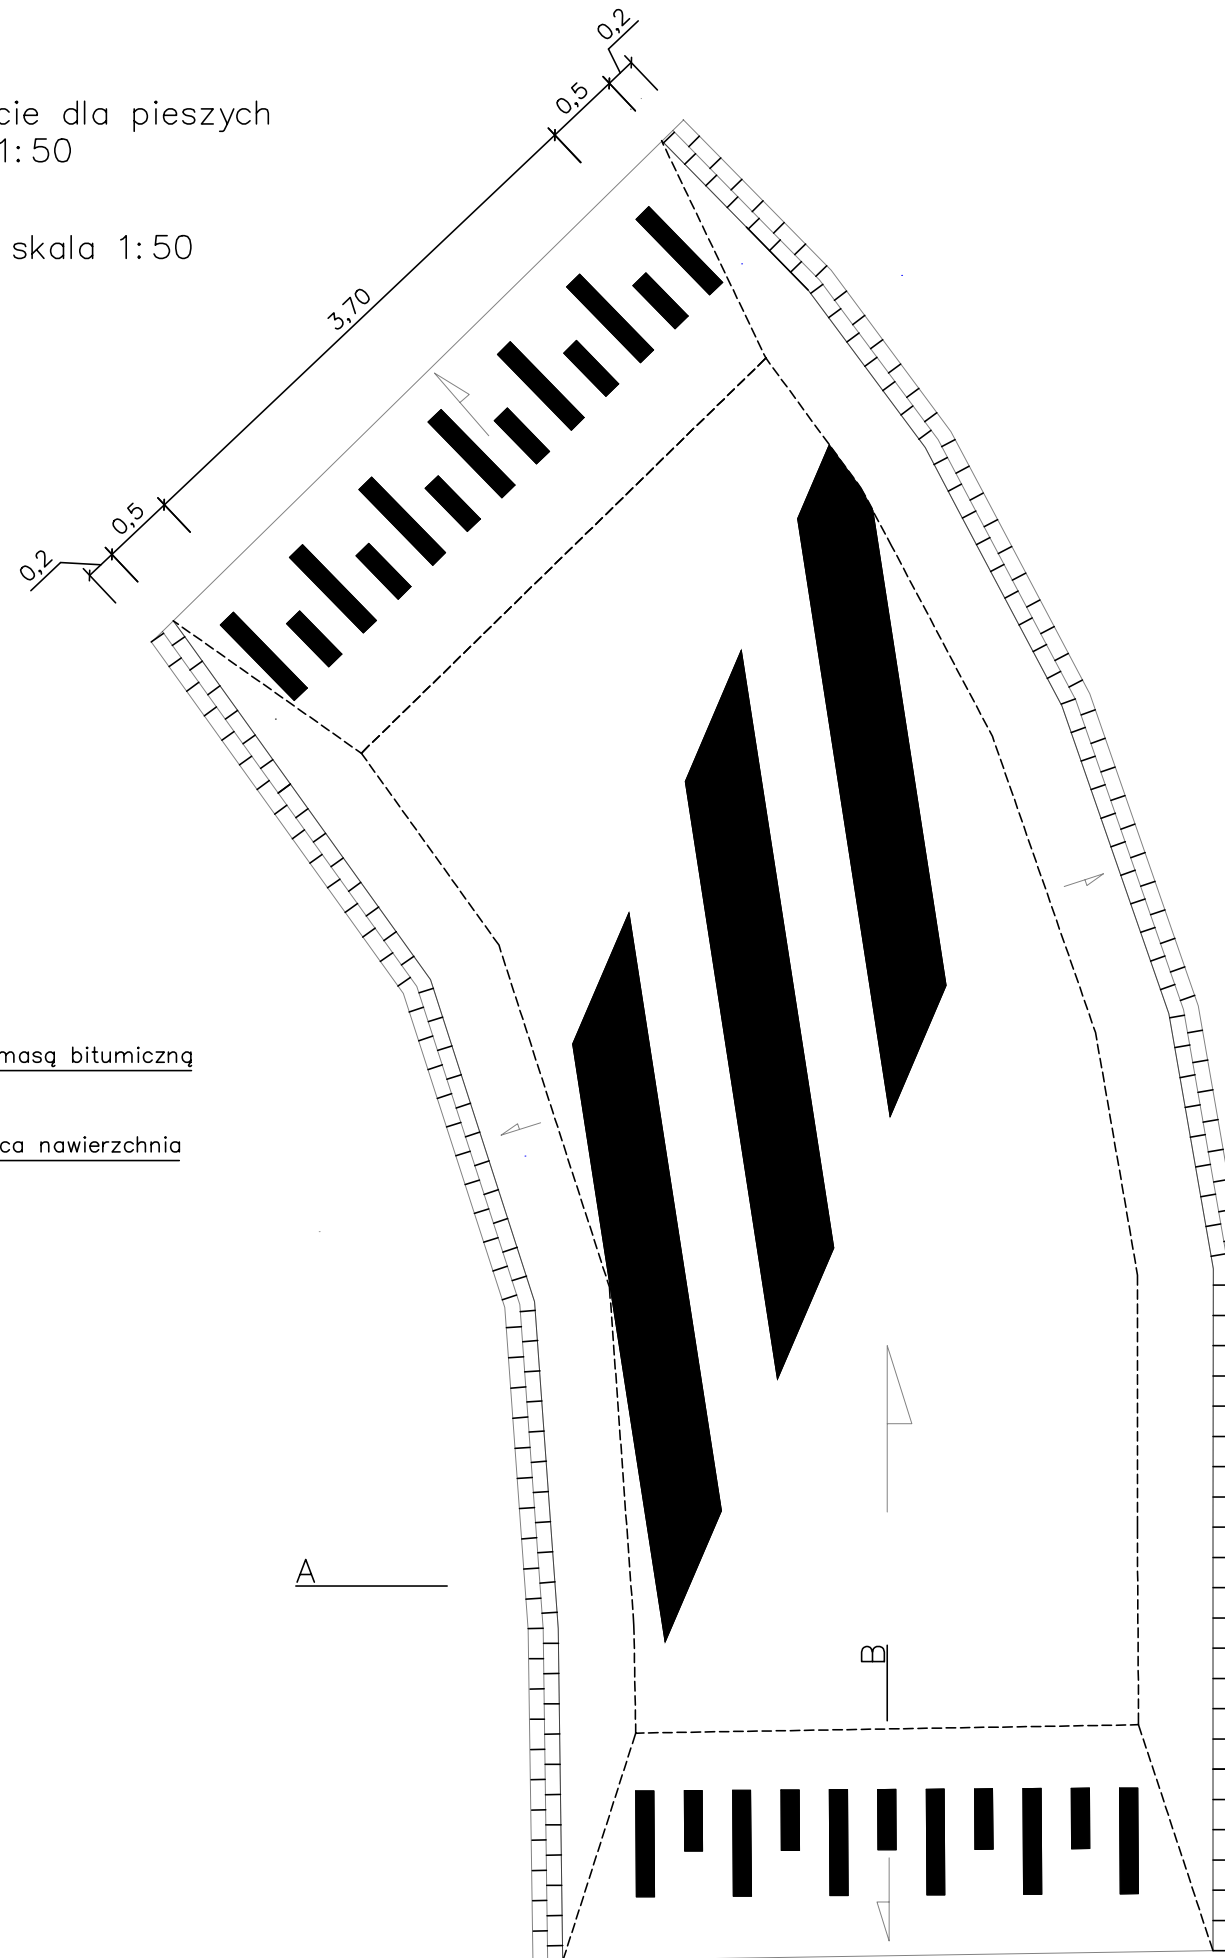 0,2
0,5
cie dla pieszych
1:50
skala 1:50
3,70
0,5
0,2
masą bitumiczną
ca nawierzchnia
A
B